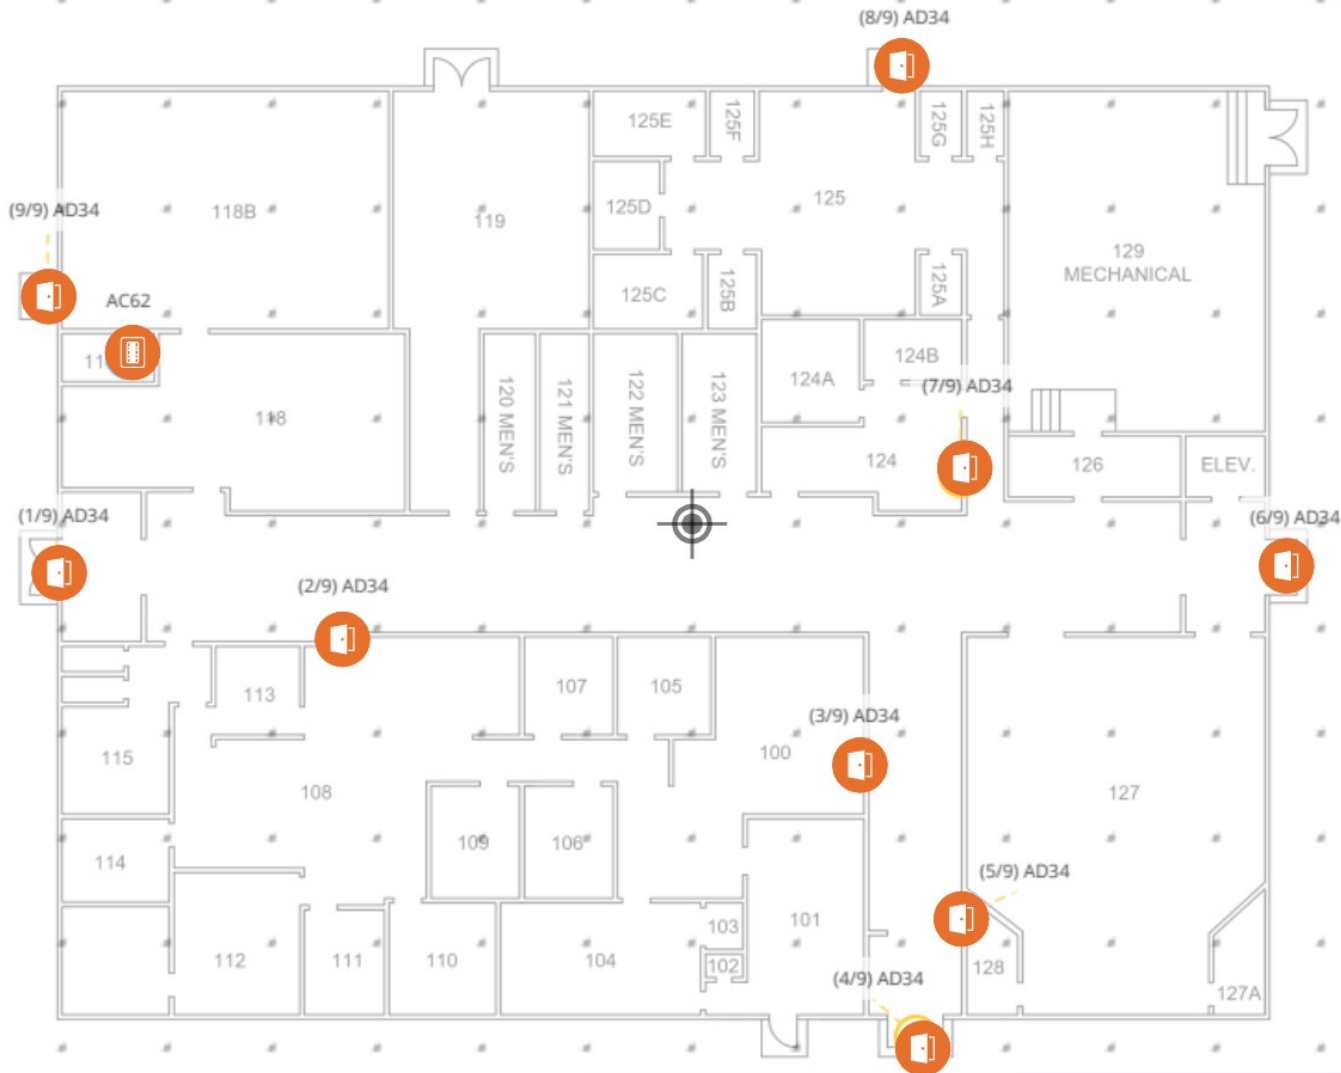 (8/9) AD34
125E
125F
125G
125H
(9/9) AD34
118B
119
125D
125
129
MECHANICAL
AC62
125C
125B
125A
124B
124A
(7/9) AD34
118
120 MEN'S
121 MEN'S
122 MEN'S
123 MEN'S
124
126
ELEV.
(1/9) AD34
(6/9) AD34
(2/9) AD34
113
107
105
(3/9) AD34
100
115
108
127
109
106
114
(5/9) AD34
101
103
112
111
110
104
102
(4/9) AD34
128
127A